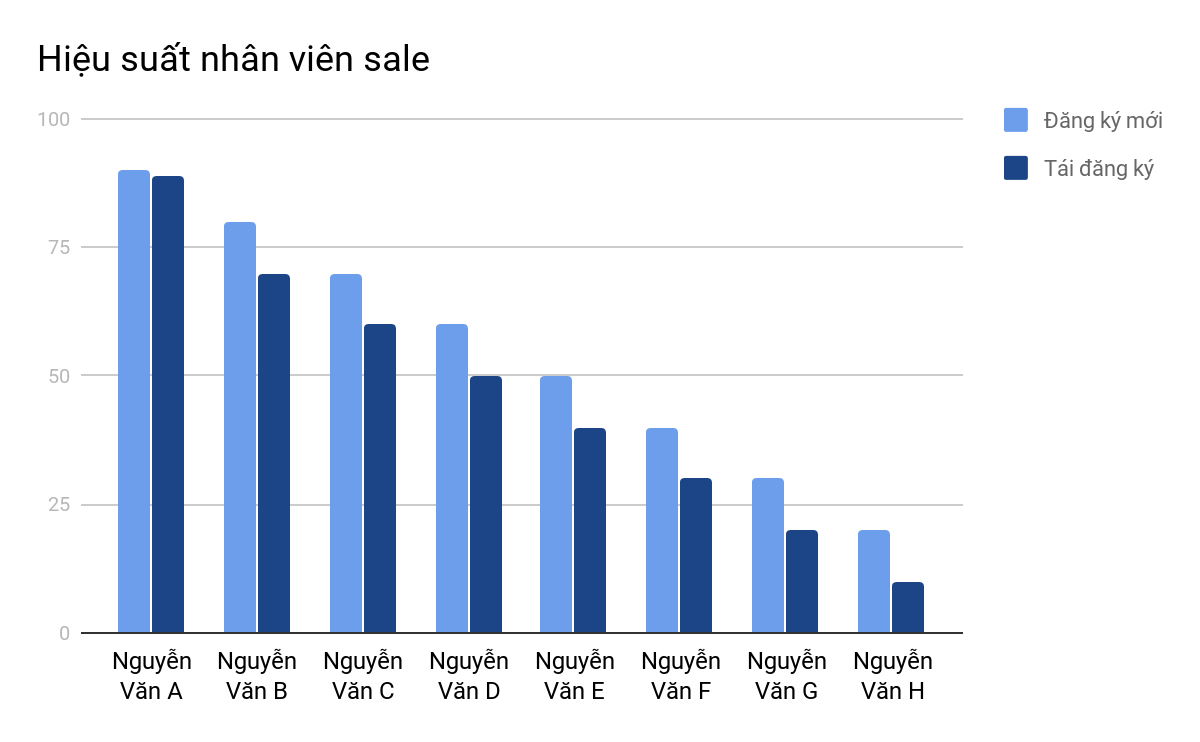 Hiệu suất nhân viên sale
100
75
50
25
0
Đăng ký mới
Tái đăng ký
Nguyễn Văn A
Nguyễn Văn B
Nguyễn Văn C
Nguyễn Văn D
Nguyễn Văn E
Nguyễn Văn F
Nguyễn Văn G
Nguyễn Văn H